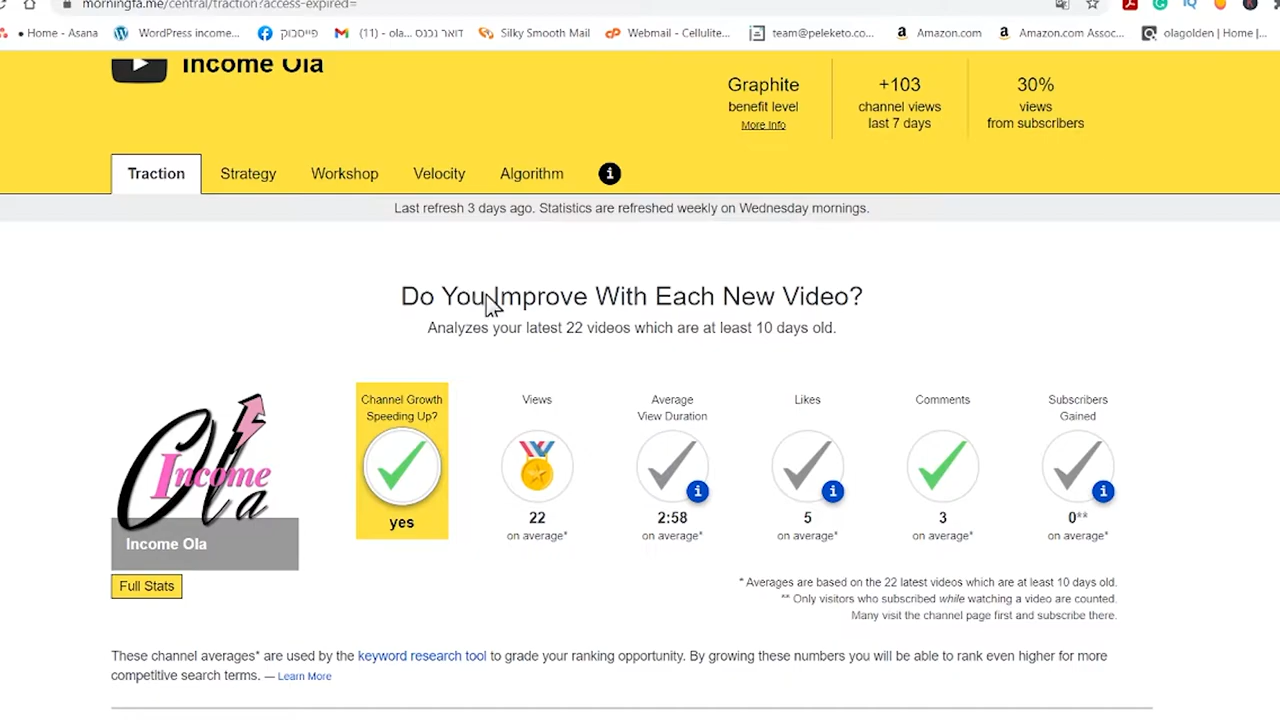 morningfa.me/central/traction?access-expired=
Home - Asana
WordPress income...
פייסבוק
(11) - ola... דואר נכנס
Silky Smooth Mail
Webmail - Cellulite...
team@peleketo.co...
Amazon.com
Amazon.com Assoc...
olagolden | Home |...
Income Ola
Graphite
benefit level
More Info
+103
channel views
last 7 days
30%
views
from subscribers
Traction
Strategy
Workshop
Velocity
Algorithm
Last refresh 3 days ago. Statistics are refreshed weekly on Wednesday mornings.
Do You Improve With Each New Video?
Analyzes your latest 22 videos which are at least 10 days old.
Income
Ola
Income Ola
Full Stats
Channel Growth
Speeding Up?
yes
Views
22
on average*
Average
View Duration
2:58
on average*
Likes
5
on average*
Comments
3
on average*
Subscribers
Gained
0**
on average*
* Averages are based on the 22 latest videos which are at least 10 days old.
** Only visitors who subscribed while watching a video are counted.
Many visit the channel page first and subscribe there.
These channel averages* are used by the keyword research tool to grade your ranking opportunity. By growing these numbers you will be able to rank even higher for more
competitive search terms. — Learn More